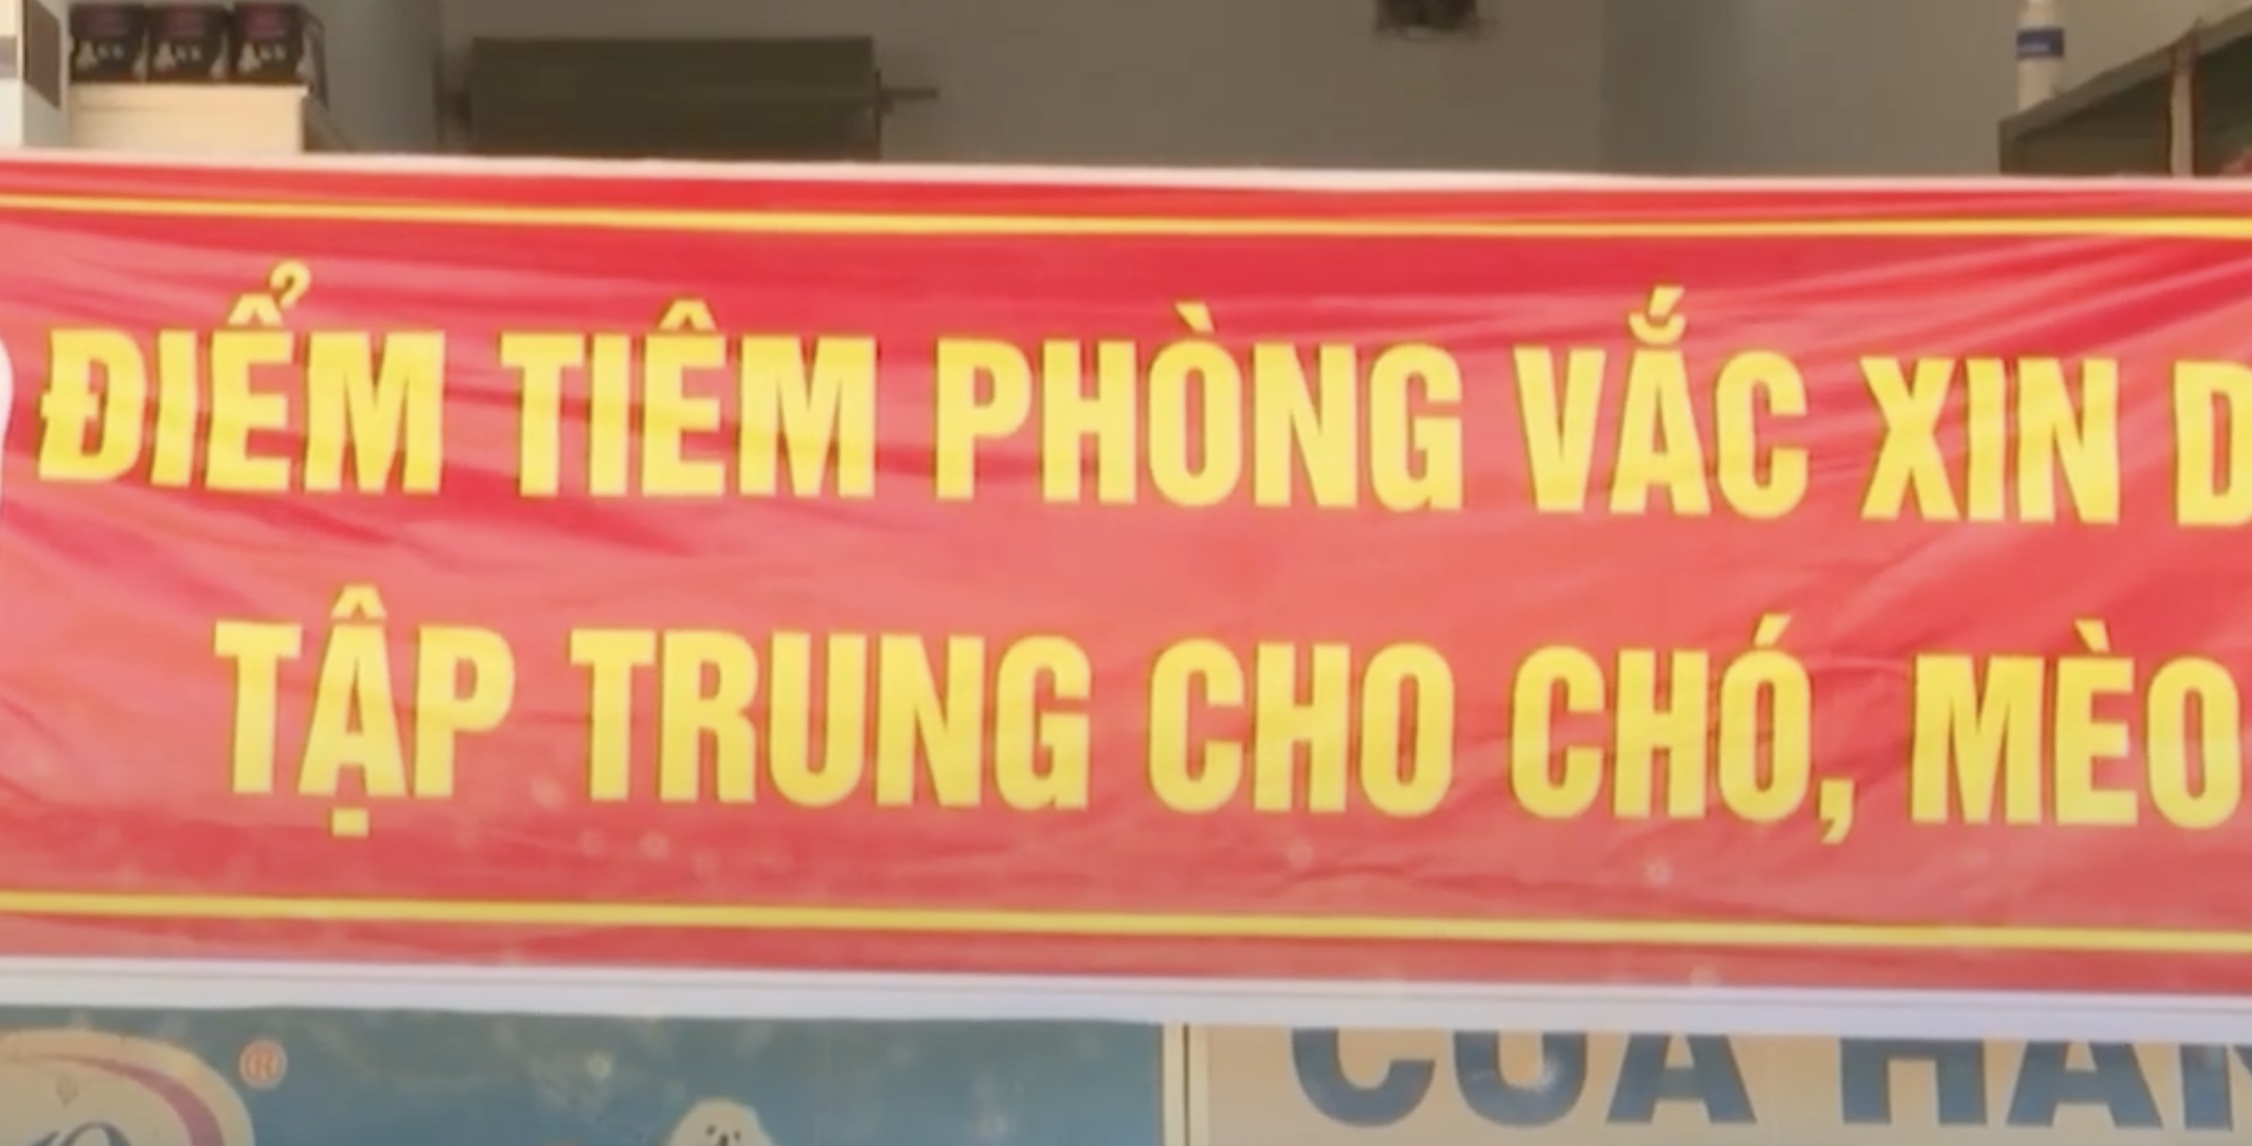 ĐIỂM TIÊM PHÒNG VẮC XIN
TẬP TRUNG CHO CHÓ, MÈO
®